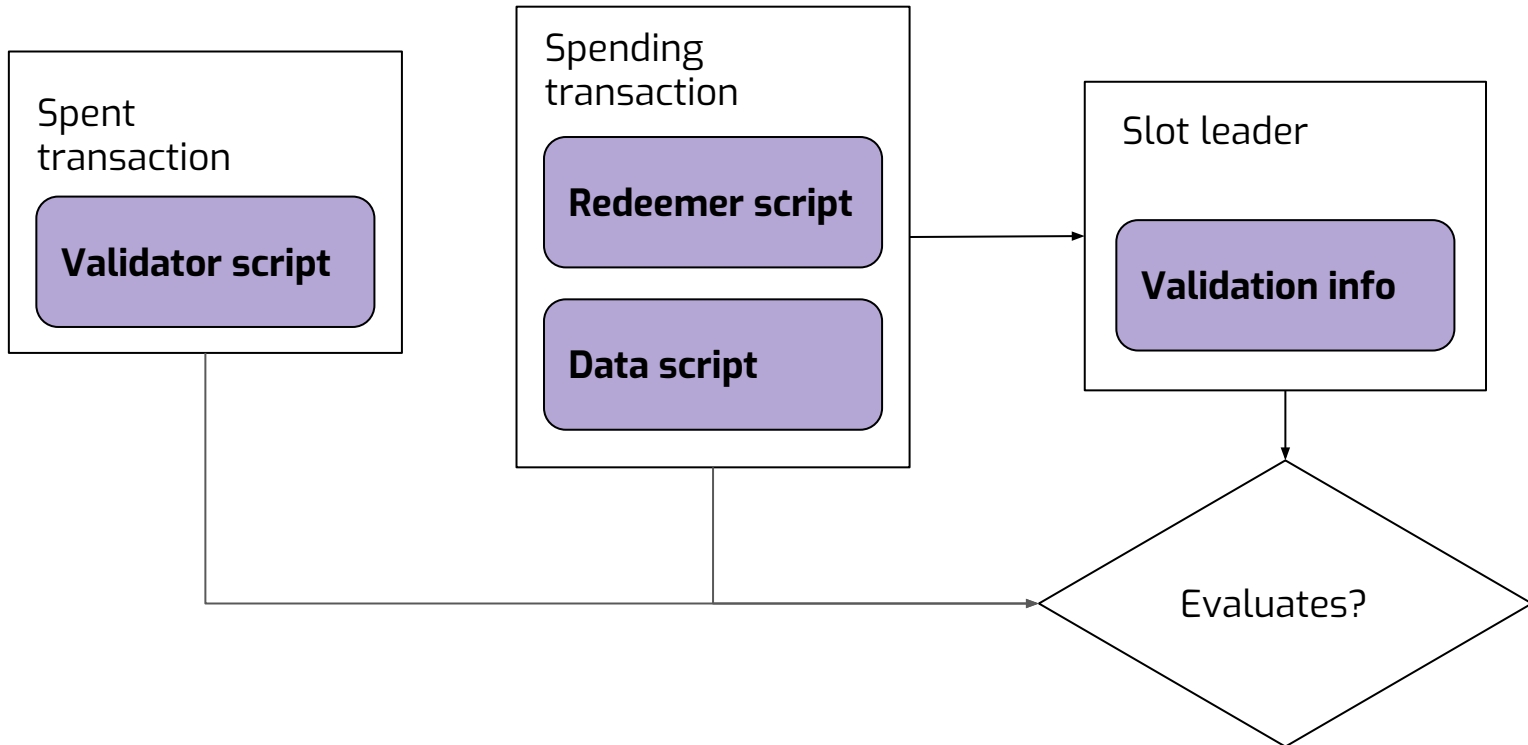 Spent
transaction
Validator script
Spending
transaction
Redeemer script
Data script
Slot leader
Validation info
Evaluates?